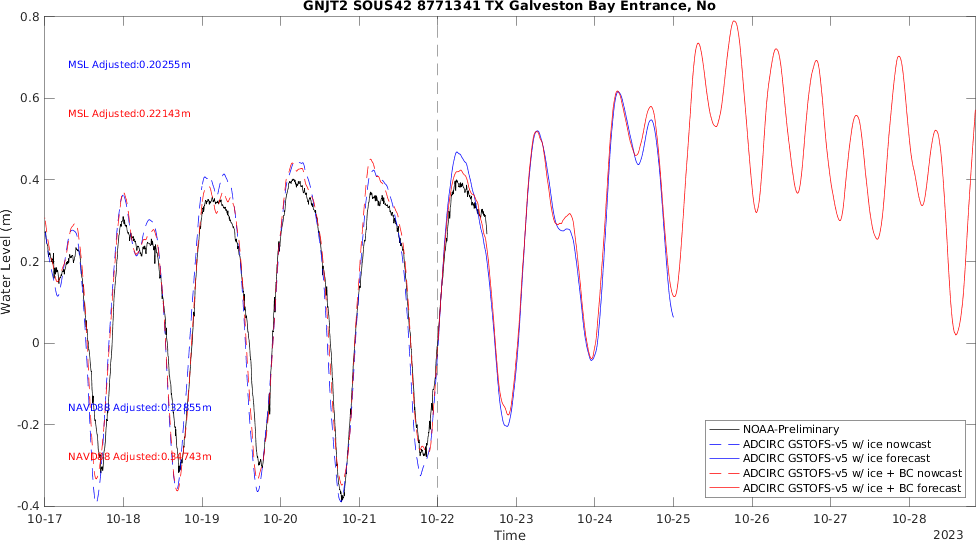 GNJT2 SOUS42 8771341 TX Galveston Bay Entrance, No
0.8
MSL Adjusted:0.20255m
0.6
MSL Adjusted:0.22143m
0.4
0.2
0
-0.2
-0.4
Water Level (m)
NAVD88 Adjusted:0.32855m
NAVD88 Adjusted:0.34743m
NOAA-Preliminary
ADCIRC GSTOFS-v5 w/ ice nowcast
ADCIRC GSTOFS-v5 w/ ice forecast
ADCIRC GSTOFS-v5 w/ ice + BC nowcast
ADCIRC GSTOFS-v5 w/ ice + BC forecast
10-17 10-18 10-19 10-20 10-21 10-22 10-23 10-24 10-25 10-26 10-27 10-28
Time
2023